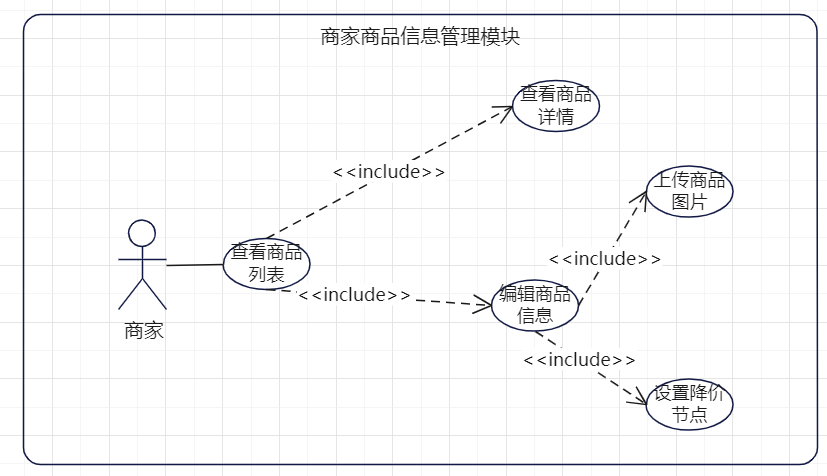 商家商品信息管理模块
查看商品
详情
<<include>>
上传商品
图片
查看商品
列表
<<include>>
<<include>>
编辑商品
信息
商家
<<include>>
设置降价
节点